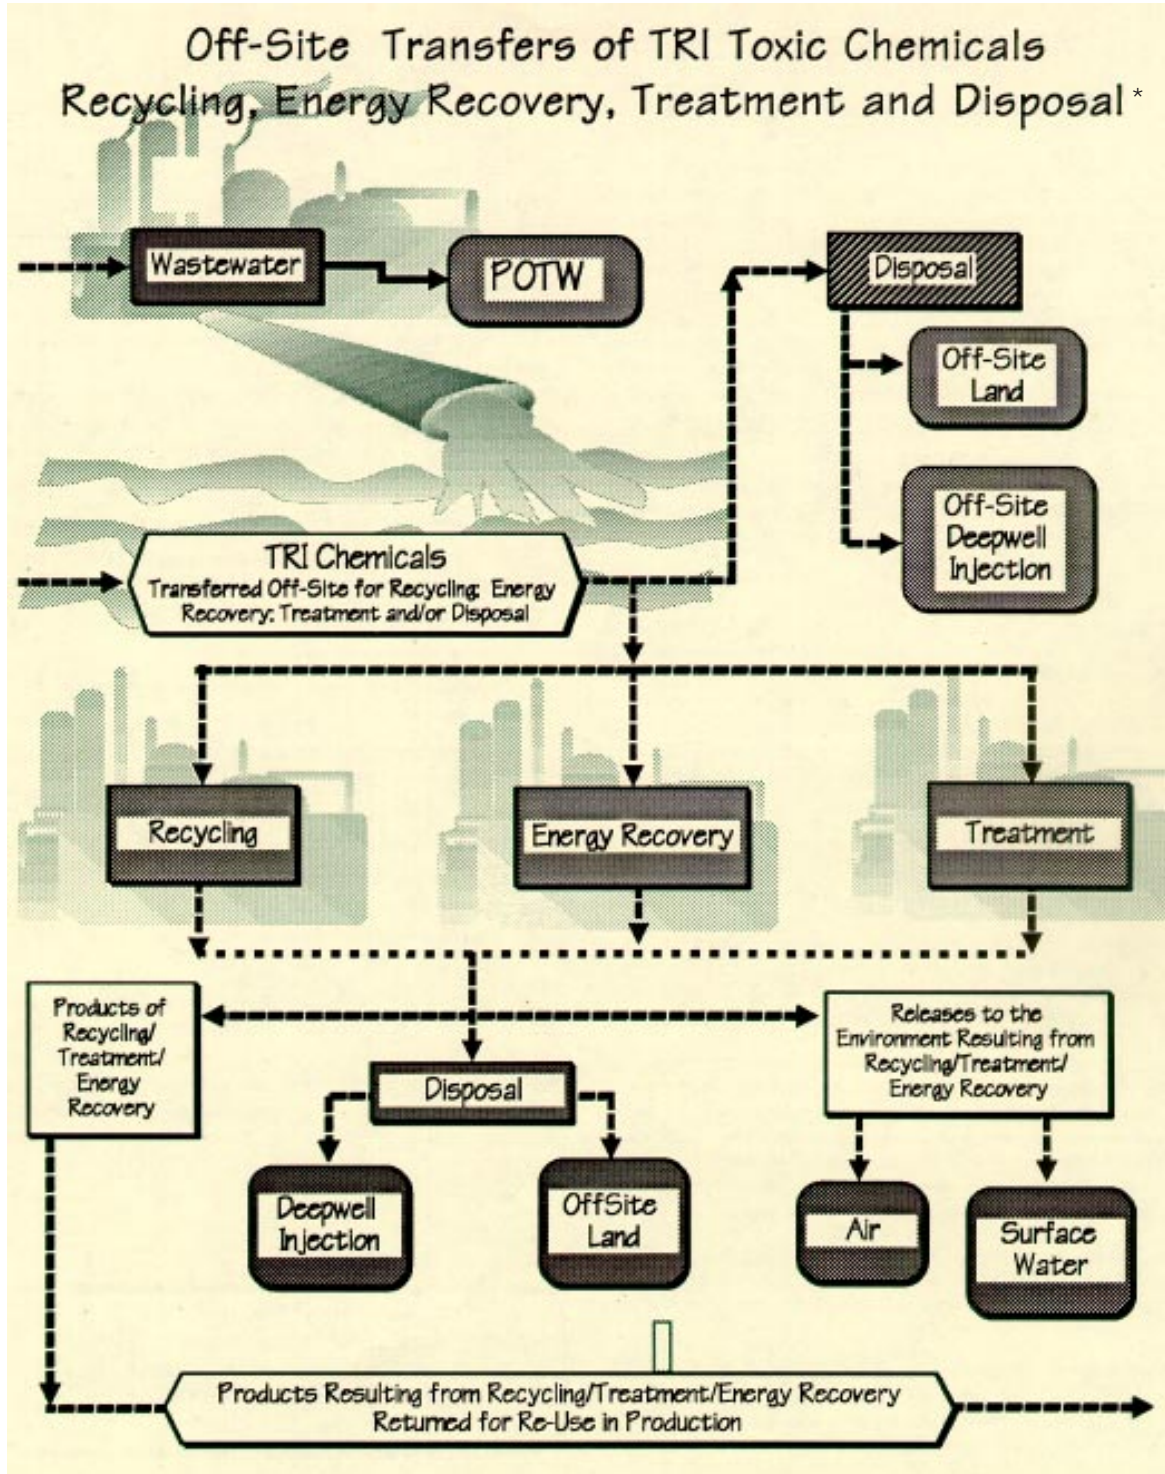 Off-Site Transfers of TRI Toxic Chemicals
Recycling, Energy Recovery, Treatment and Disposal *
Wastewater
POTW
Disposal
Off-Site
Land
Off-Site
Deepwell
Injection
TRI Chemicals
Transferred Off-Site for Recycling; Energy
Recovery; Treatment and/or Disposal
Recycling
Energy Recovery
Treatment
Products of
Recycling/
Treatment/
Energy
Recovery
Releases to the
Environment Resulting from
Recycling/Treatment/
Energy Recovery
Disposal
Deepwell
Injection
OffSite
Land
Air
Surface
Water
Products Resulting from Recycling/Treatment/Energy Recovery
Returned for Re-Use in Production